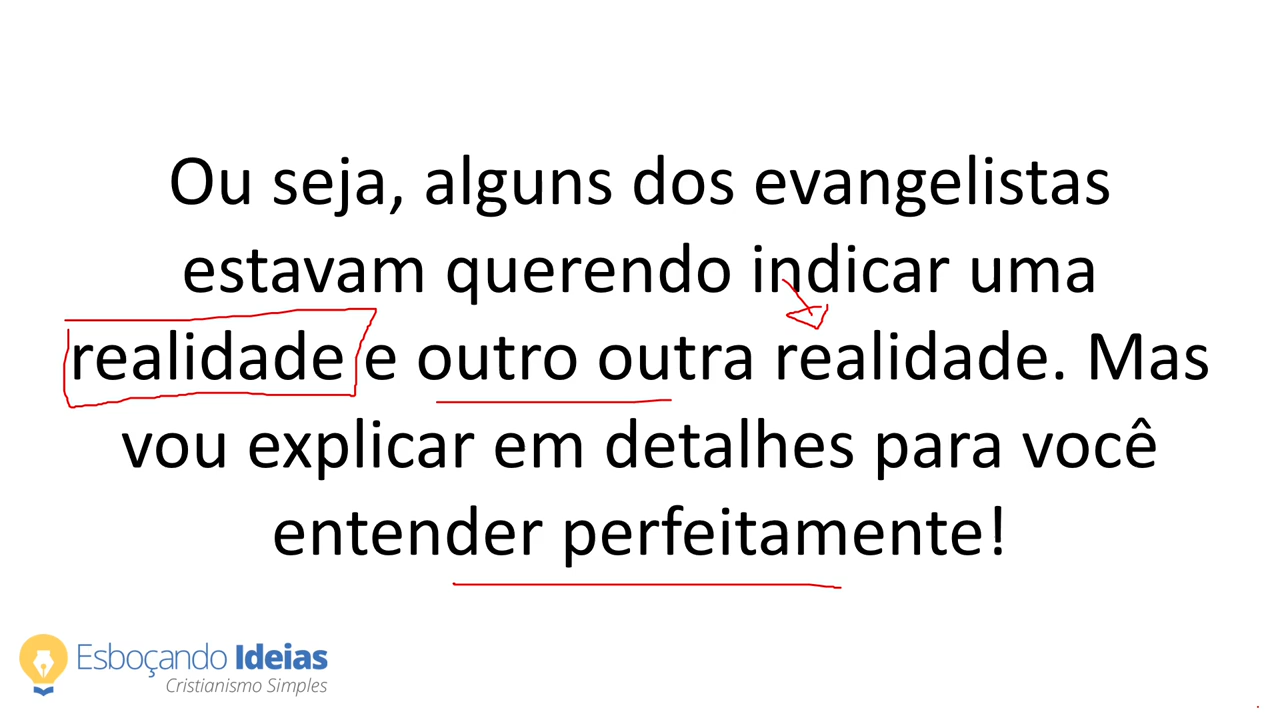 Ou seja, alguns dos evangelistas
estavam querendo indicar uma
realidade e outro outra realidade. Mas
vou explicar em detalhes para você
entender perfeitamente!
Esboçando Ideias
Cristianismo Simples